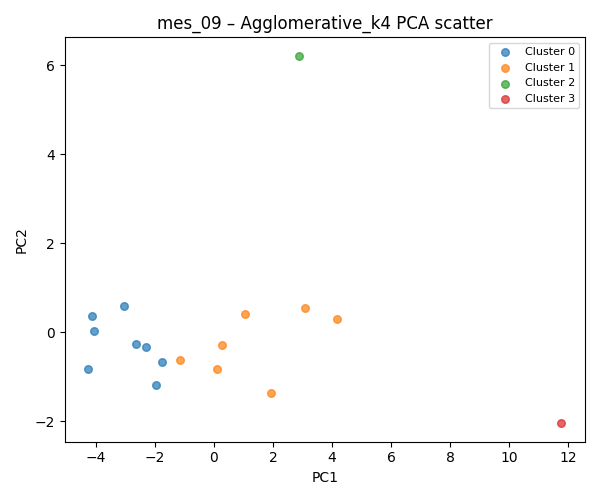 mes_09 – Agglomerative_k4 PCA scatter
Cluster 0
Cluster 1
Cluster 2
Cluster 3
PC2
6
4
2
0
−2
−4 −2 0 2 4 6 8 10 12
PC1